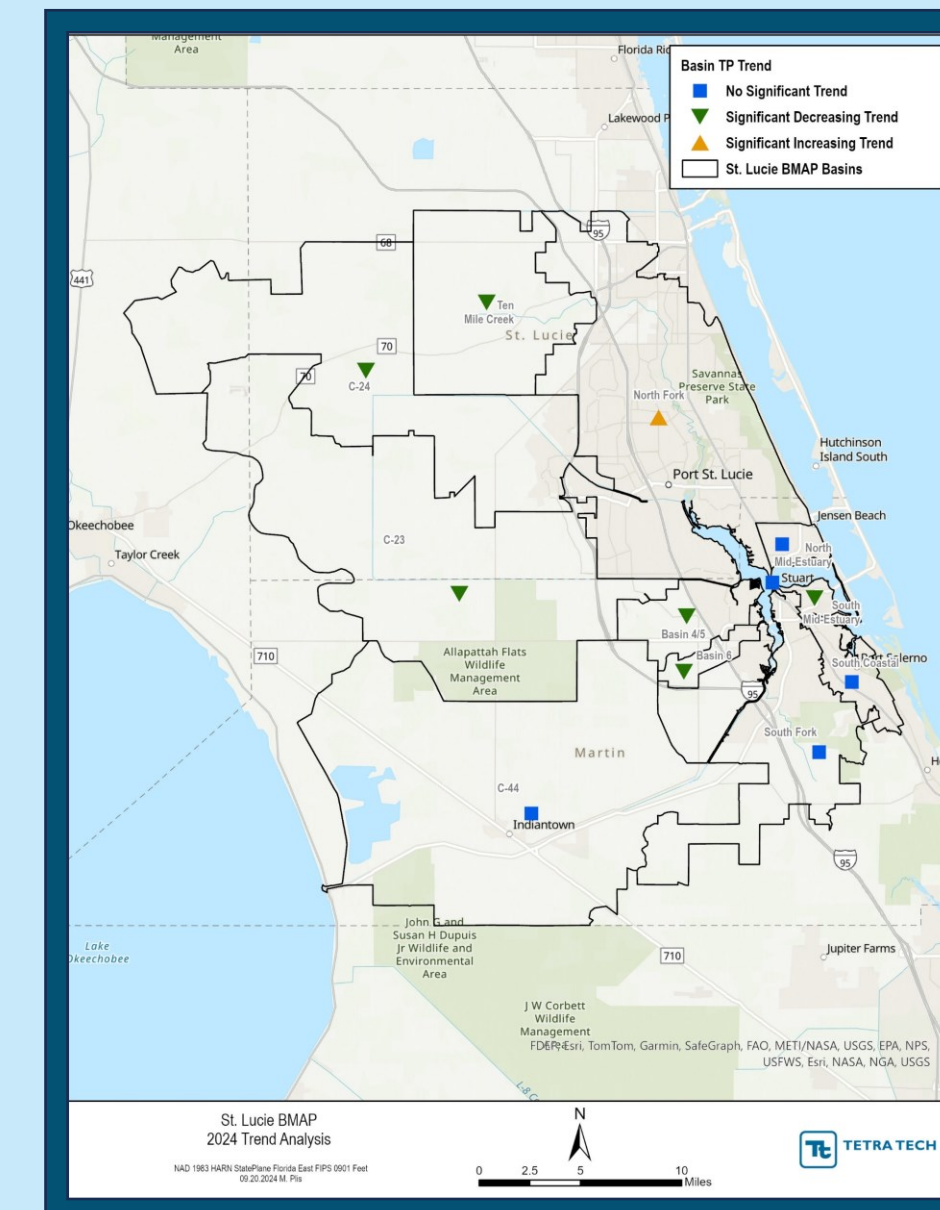 Management
Area
Florida
Lakewood
Basin TP Trend
No Significant Trend
Significant Decreasing Trend
Significant Increasing Trend
St. Lucie BMAP Basins
95
68
441
Ten
Mile Creek
St. Lucie
70
70
C-24
Savannas
Preserve State
Park
North Fork
Hutchinson
Island South
Port St. Lucie
Jensen Beach
Okeechobee
Taylor Creek
C-23
North
Mid-Estuary
Stuart
South
Mid-Estuary
Basin 4/5
Basin 6
710
Allapattah Flats
Wildlife
Management
Area
Port Salerno
South Coastal
95
South Fork
Martin
C-44
Indiantown
95
John G and
Susan H Dupuis
Jr Wildlife and
Environmental
Area
Lake
Okeechobee
710
Jupiter Farms
J W Corbett
Wildlife
Management
Area
FDEP, Esri, TomTom, Garmin, SafeGraph, FAO, METI/NASA, USGS, EPA, NPS,
USFWS, Esri, NASA, NGA, USGS
St. Lucie BMAP
2024 Trend Analysis
NAD 1983 HARN StatePlane Florida East FIPS 0901 Feet
09.20.2024 M. Plis
N
0 2.5 5 10
Miles
Tt TETRA TECH